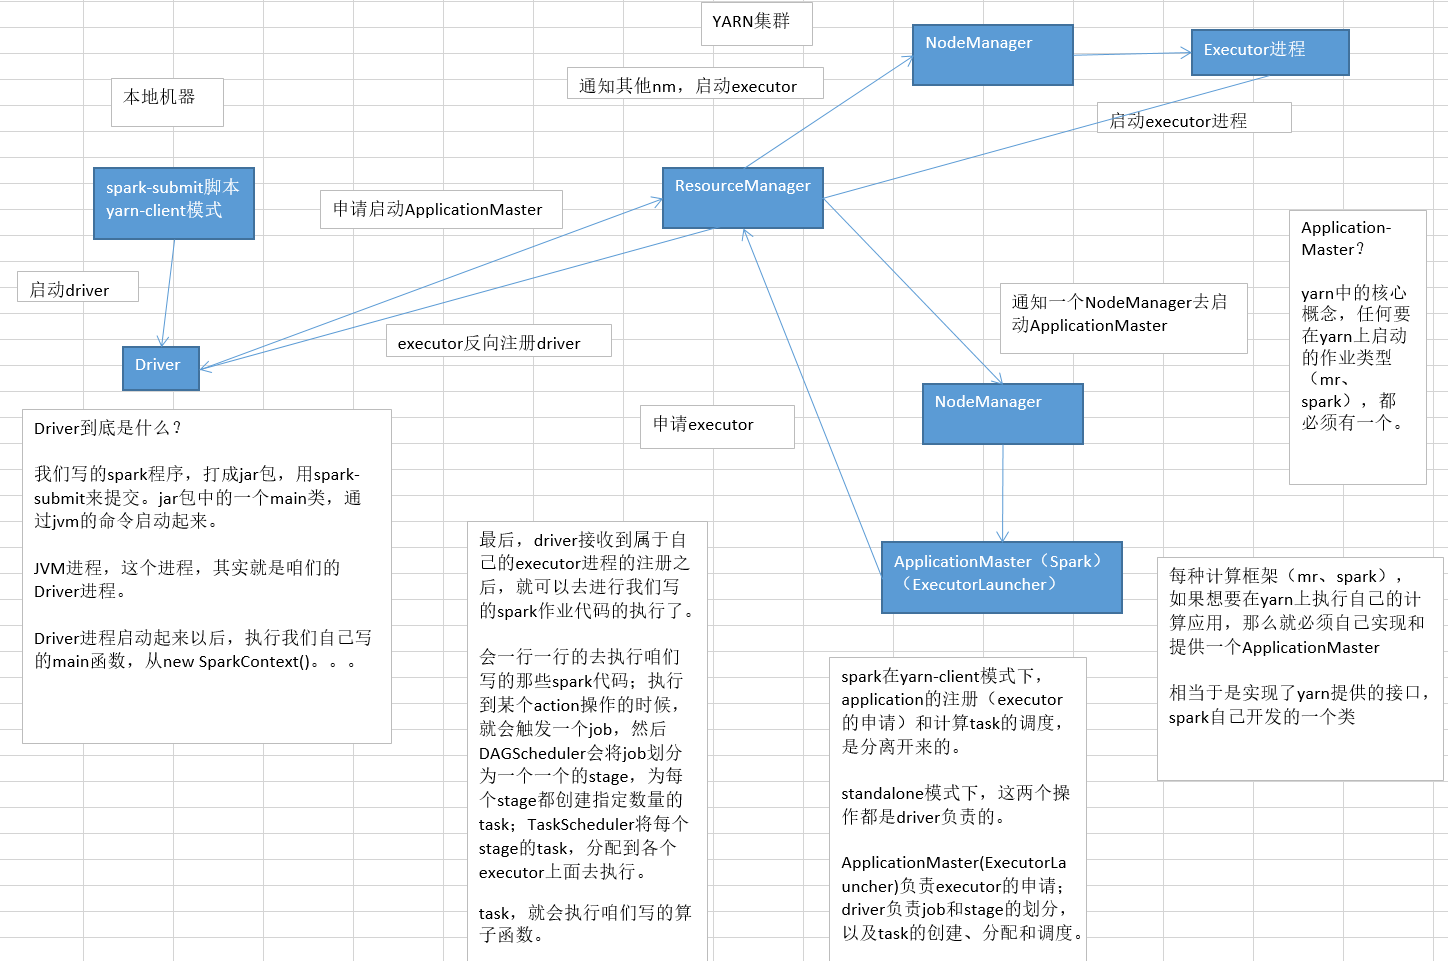 YARN集群
NodeManager
Executor进程
通知其他nm，启动executor
本地机器
启动executor进程
spark-submit脚本
yarn-client模式
申请启动ApplicationMaster
ResourceManager
Application-
Master？
yarn中的核心
概念，任何要
在yarn上启动
的作业类型
（mr、
spark），都
必须有一个。
启动driver
通知一个NodeManager去启
动ApplicationMaster
executor反向注册driver
Driver
NodeManager
申请executor
Driver到底是什么？
我们写的spark程序，打成jar包，用spark-
submit来提交。jar包中的一个main类，通
过jvm的命令启动起来。
JVM进程，这个进程，其实就是咱们的
Driver进程。
Driver进程启动起来以后，执行我们自己写
的main函数，从new SparkContext()。。。
最后，driver接收到属于自
己的executor进程的注册之
后，就可以去进行我们写
的spark作业代码的执行了。
会一行一行的去执行咱们
写的那些spark代码；执行
到某个action操作的时候，
就会触发一个job，然后
DAGScheduler会将job划分
为一个一个的stage，为每
个stage都创建指定数量的
task；TaskScheduler将每个
stage的task，分配到各个
executor上面去执行。
task，就会执行咱们写的算
子函数。
ApplicationMaster（Spark）
（ExecutorLauncher）
每种计算框架（mr、spark），
如果想要在yarn上执行自己的计
算应用，那么就必须自己实现和
提供一个ApplicationMaster
相当于是实现了yarn提供的接口，
spark自己开发的一个类
spark在yarn-client模式下，
application的注册（executor
的申请）和计算task的调度，
是分离开来的。
standalone模式下，这两个操
作都是driver负责的。
ApplicationMaster(ExecutorLa
uncher)负责executor的申请；
driver负责job和stage的划分，
以及task的创建、分配和调度。